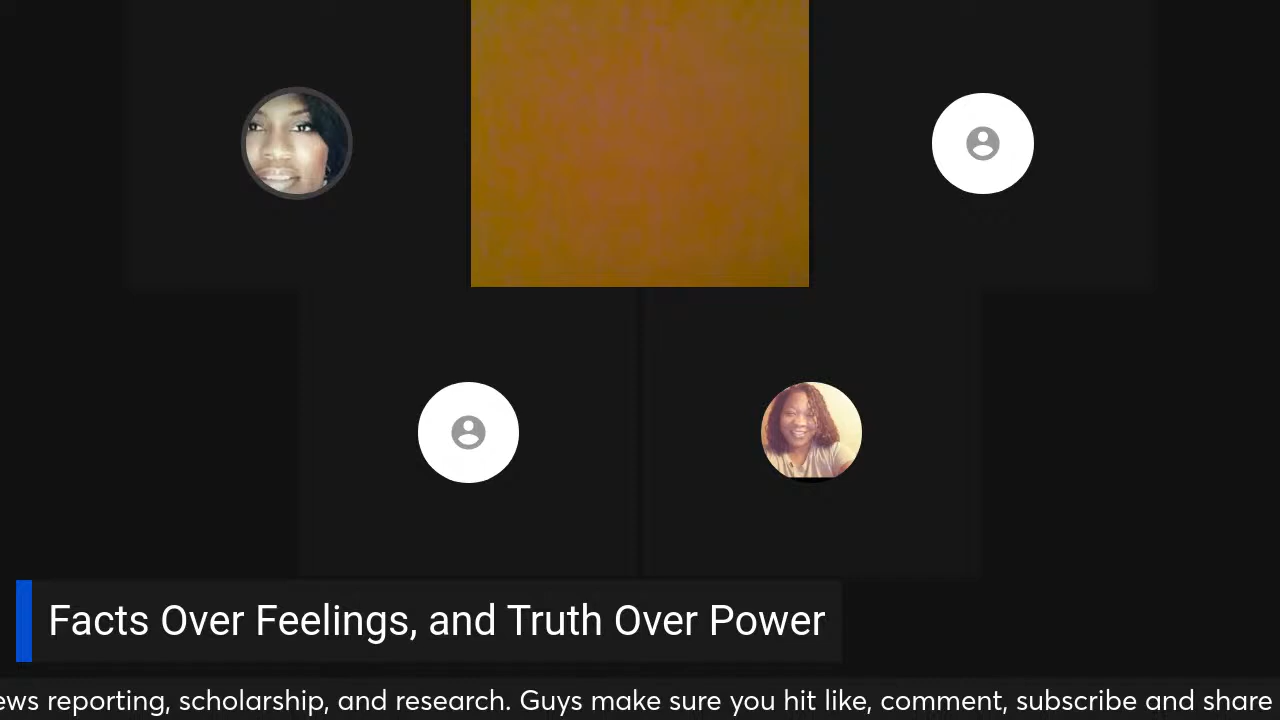 Facts Over Feelings, and Truth Over Power
reporting, scholarship, and research. Guys make sure you hit like, comment, subscribe and share